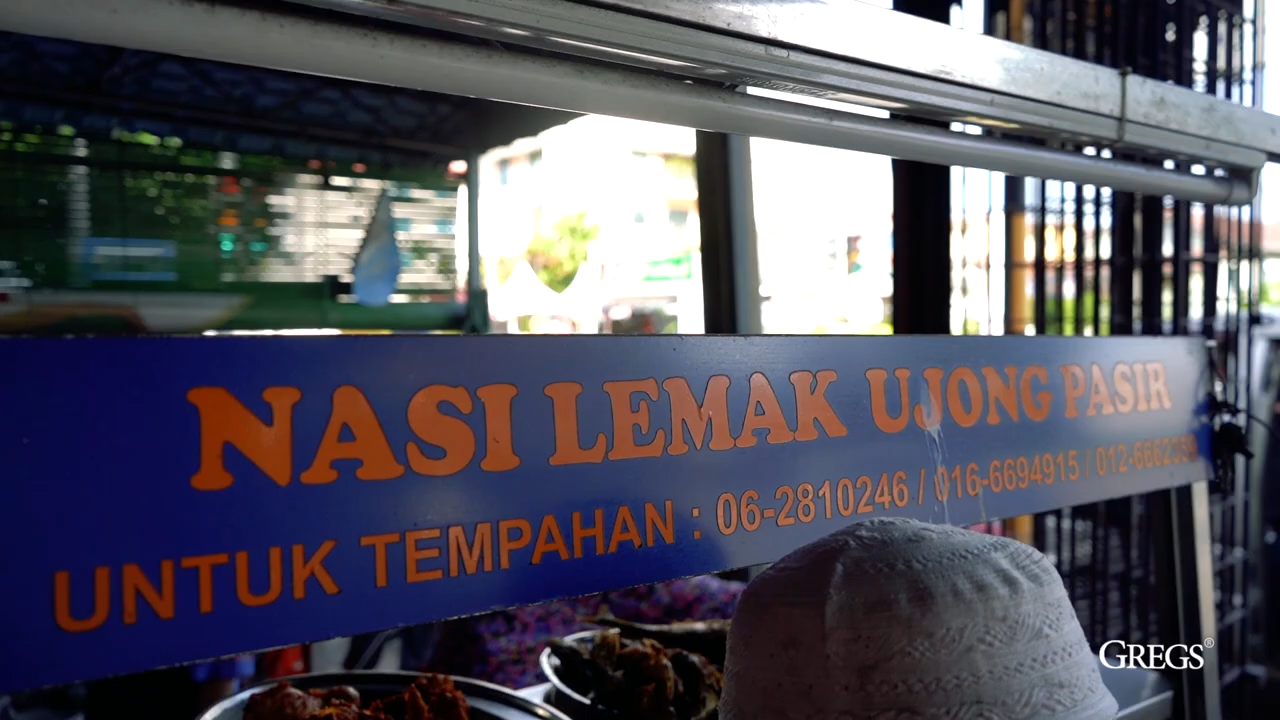 NASI LEMAK UJONG PASIR
UNTUK TEMPAHAN : 06-2810246 / 016-6694915 /
GREGS®